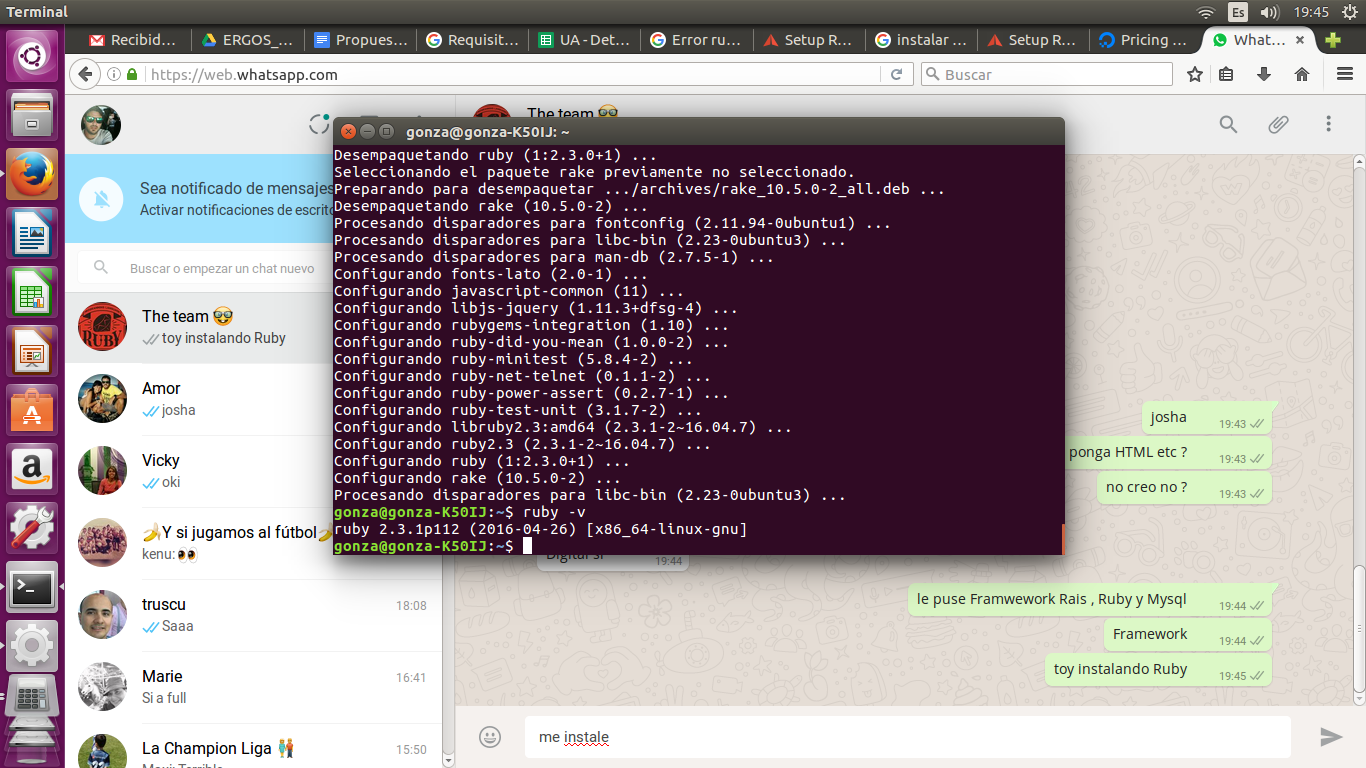 Terminal
Es
19:45
Recibid…
ERGOS_…
Propues…
Requisit…
UA - Det…
Error ru…
Setup R…
instalar …
Setup R…
Pricing …
What…
https://web.whatsapp.com
Buscar
The team
Sea notificado de mensajes
Activar notificaciones de escrito
Buscar o empezar un chat nuevo
The team
toy instalando Ruby
RUBY
Amor
josha
Vicky
oki
Y si jugamos al fútbol
kenu:
truscu
18:08
Saaa
Marie
16:41
Si a full
La Champion Liga
15:50
gonza@gonza-K50IJ: ~
Desempaquetando ruby (1:2.3.0+1) ...
Seleccionando el paquete rake previamente no seleccionado.
Preparando para desempaquetar .../archives/rake_10.5.0-2_all.deb ...
Desempaquetando rake (10.5.0-2) ...
Procesando disparadores para fontconfig (2.11.94-0ubuntu1) ...
Procesando disparadores para libc-bin (2.23-0ubuntu3) ...
Procesando disparadores para man-db (2.7.5-1) ...
Configurando fonts-lato (2.0-1) ...
Configurando javascript-common (11) ...
Configurando libjs-jquery (1.11.3+dfsg-4) ...
Configurando rubygems-integration (1.10) ...
Configurando ruby-did-you-mean (1.0.0-2) ...
Configurando ruby-minitest (5.8.4-2) ...
Configurando ruby-net-telnet (0.1.1-2) ...
Configurando ruby-power-assert (0.2.7-1) ...
Configurando ruby-test-unit (3.1.7-2) ...
Configurando libruby2.3:amd64 (2.3.1-2~16.04.7) ...
Configurando ruby2.3 (2.3.1-2~16.04.7) ...
Configurando ruby (1:2.3.0+1) ...
Configurando rake (10.5.0-2) ...
Procesando disparadores para libc-bin (2.23-0ubuntu3) ...
gonza@gonza-K50IJ:~$ ruby -v
ruby 2.3.1p112 (2016-04-26) [x86_64-linux-gnu]
gonza@gonza-K50IJ:~$
josha
19:43
ponga HTML etc ?
19:43
no creo no ?
19:43
Digital si
19:44
le puse Framwework Rais , Ruby y Mysql
19:44
Framework
19:44
toy instalando Ruby
19:45
me instale